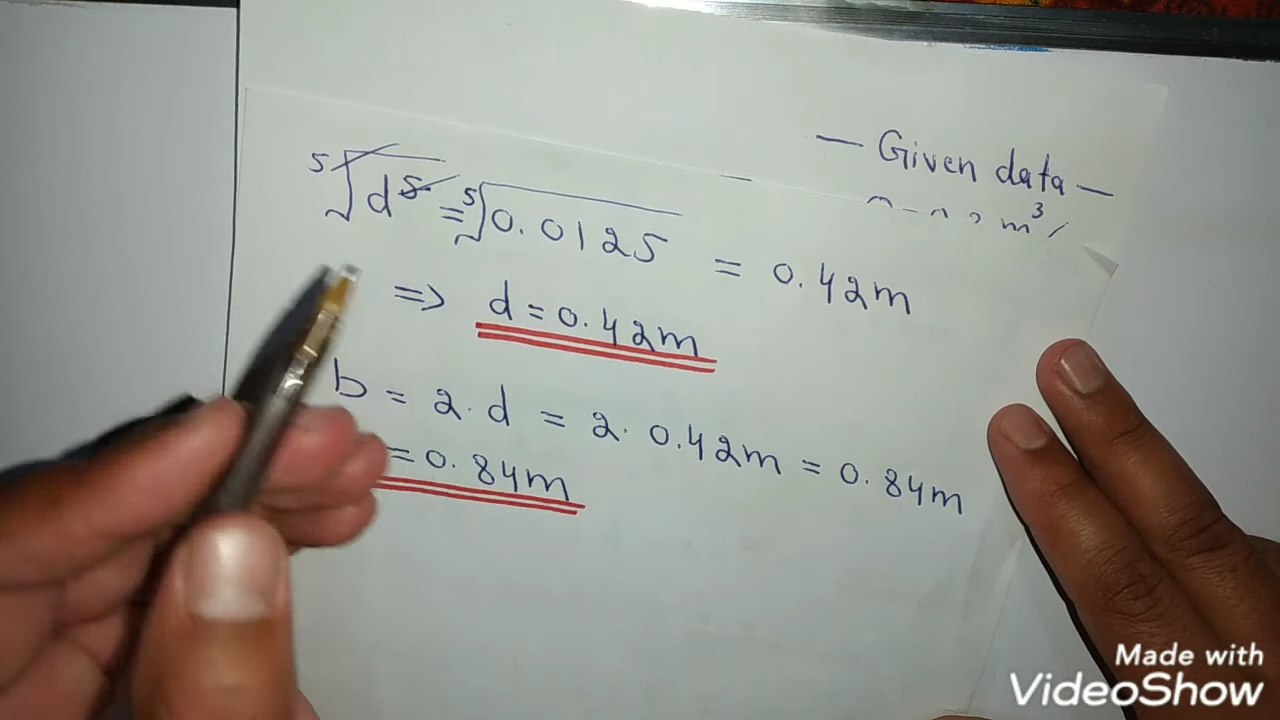 — Given data —
m³/
⁵√d⁵ = ⁵√0.0125 = 0.42m
=> d = 0.42m
b = 2.d = 2.0.42m = 0.84m
= 0.84m
Made with
VideoShow